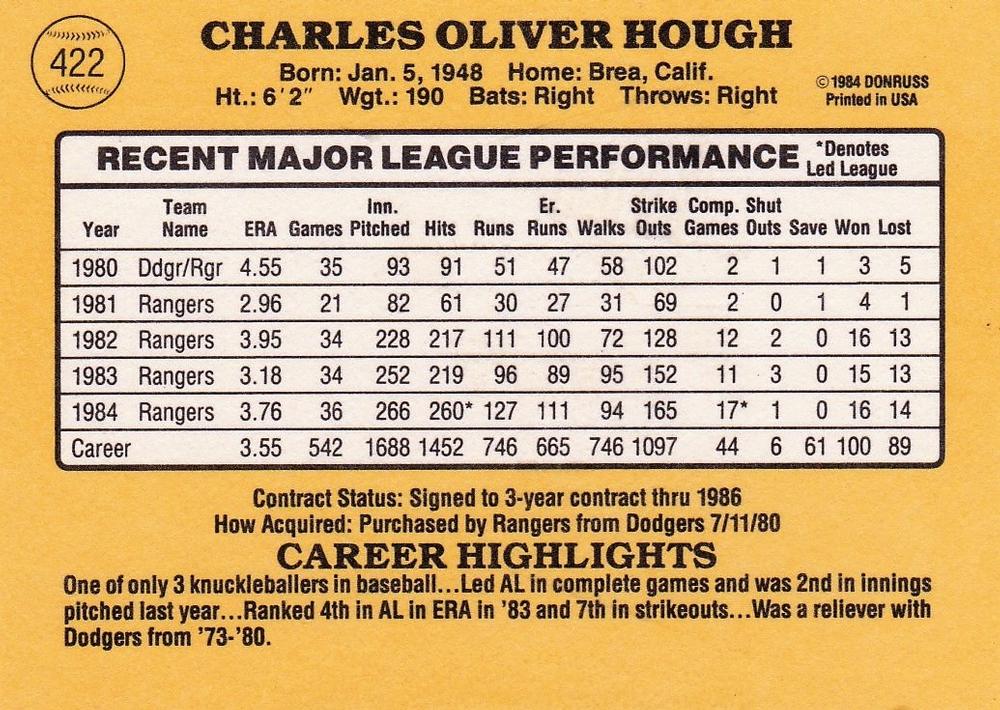 422
CHARLES OLIVER HOUGH
Born: Jan. 5, 1948 Home: Brea, Calif.
Ht.: 6'2" Wgt.: 190 Bats: Right Throws: Right
©1984 DONRUSS
Printed in USA
RECENT MAJOR LEAGUE PERFORMANCE *Denotes Led League
Year Team Name ERA Games Inn. Pitched Hits Runs Er. Runs Walks Strike Outs Comp. Games Shut Outs Save Won Lost
1980 Ddgr/Rgr 4.55 35 93 91 51 47 58 102 2 1 1 3 5
1981 Rangers 2.96 21 82 61 30 27 31 69 2 0 1 4 1
1982 Rangers 3.95 34 228 217 111 100 72 128 12 2 0 16 13
1983 Rangers 3.18 34 252 219 96 89 95 152 11 3 0 15 13
1984 Rangers 3.76 36 266 260* 127 111 94 165 17* 1 0 16 14
Career 3.55 542 1688 1452 746 665 746 1097 44 6 61 100 89
Contract Status: Signed to 3-year contract thru 1986
How Acquired: Purchased by Rangers from Dodgers 7/11/80
CAREER HIGHLIGHTS
One of only 3 knuckleballers in baseball...Led AL in complete games and was 2nd in innings
pitched last year...Ranked 4th in AL in ERA in '83 and 7th in strikeouts...Was a reliever with
Dodgers from '73-'80.